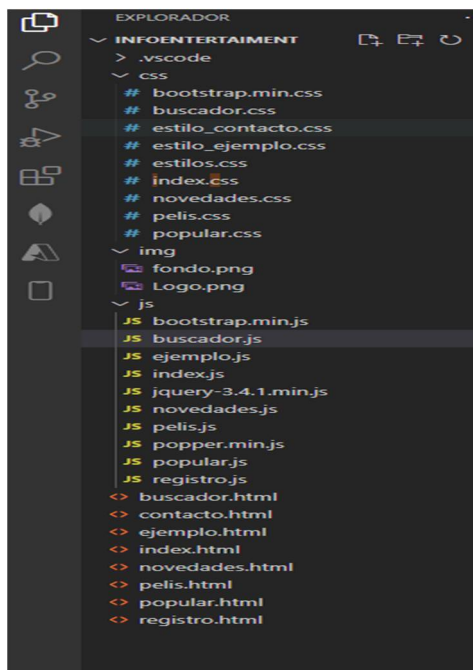 EXPLORADOR
INFOENTERTAIMENT
.vscode
css
# bootstrap.min.css
# buscador.css
# estilo_contacto.css
# estilo_ejemplo.css
# estilos.css
# index.css
# novedades.css
# pelis.css
# popular.css
img
fondo.png
Logo.png
js
JS bootstrap.min.js
JS buscador.js
JS ejemplo.js
JS index.js
JS jquery-3.4.1.min.js
JS novedades.js
JS pelis.js
JS popper.min.js
JS popular.js
JS registro.js
<> buscador.html
<> contacto.html
<> ejemplo.html
<> index.html
<> novedades.html
<> pelis.html
<> popular.html
<> registro.html